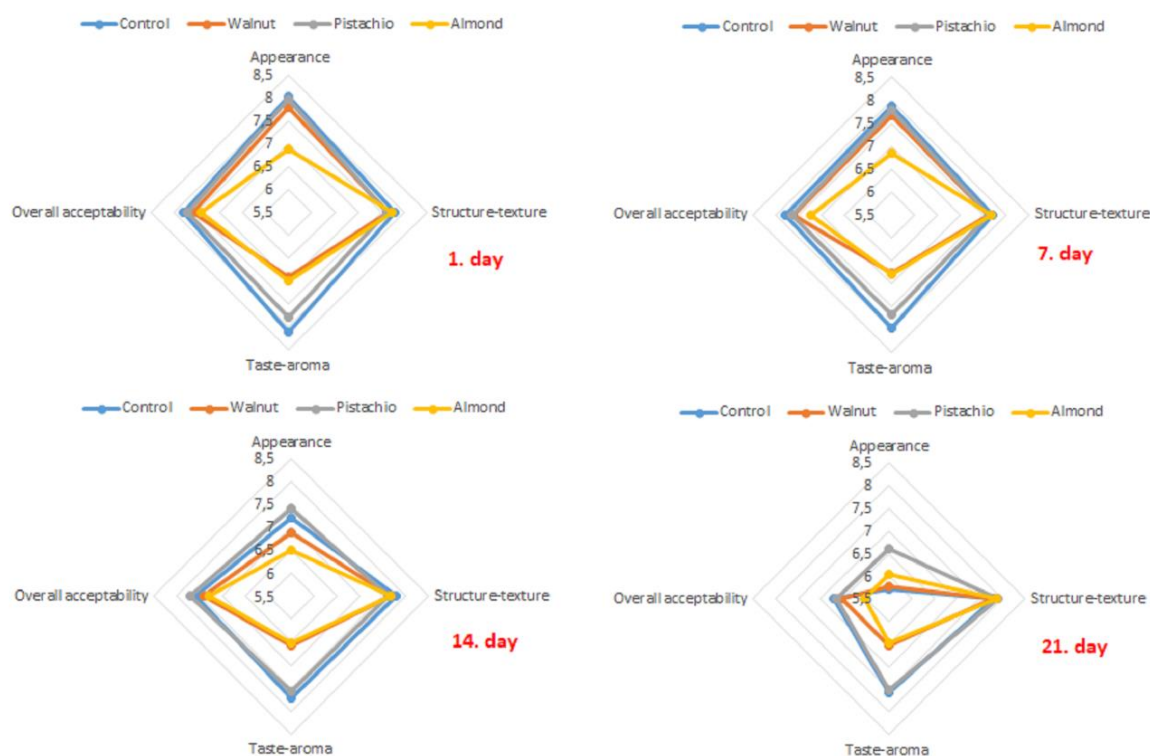 Control Walnut Pistachio Almond
Appearance
8,5
8
7,5
7
6,5
6
5,5
Overall acceptability
Structure-texture
1. day
Taste-aroma
Control Walnut Pistachio Almond
Appearance
8,5
8
7,5
7
6,5
6
5,5
Overall acceptability
Structure-texture
7. day
Taste-aroma
Control Walnut Pistachio Almond
Appearance
8,5
8
7,5
7
6,5
6
5,5
Overall acceptability
Structure-texture
14. day
Taste-aroma
Control Walnut Pistachio Almond
Appearance
8,5
8
7,5
7
6,5
6
5,5
Overall acceptability
Structure-texture
21. day
Taste-aroma